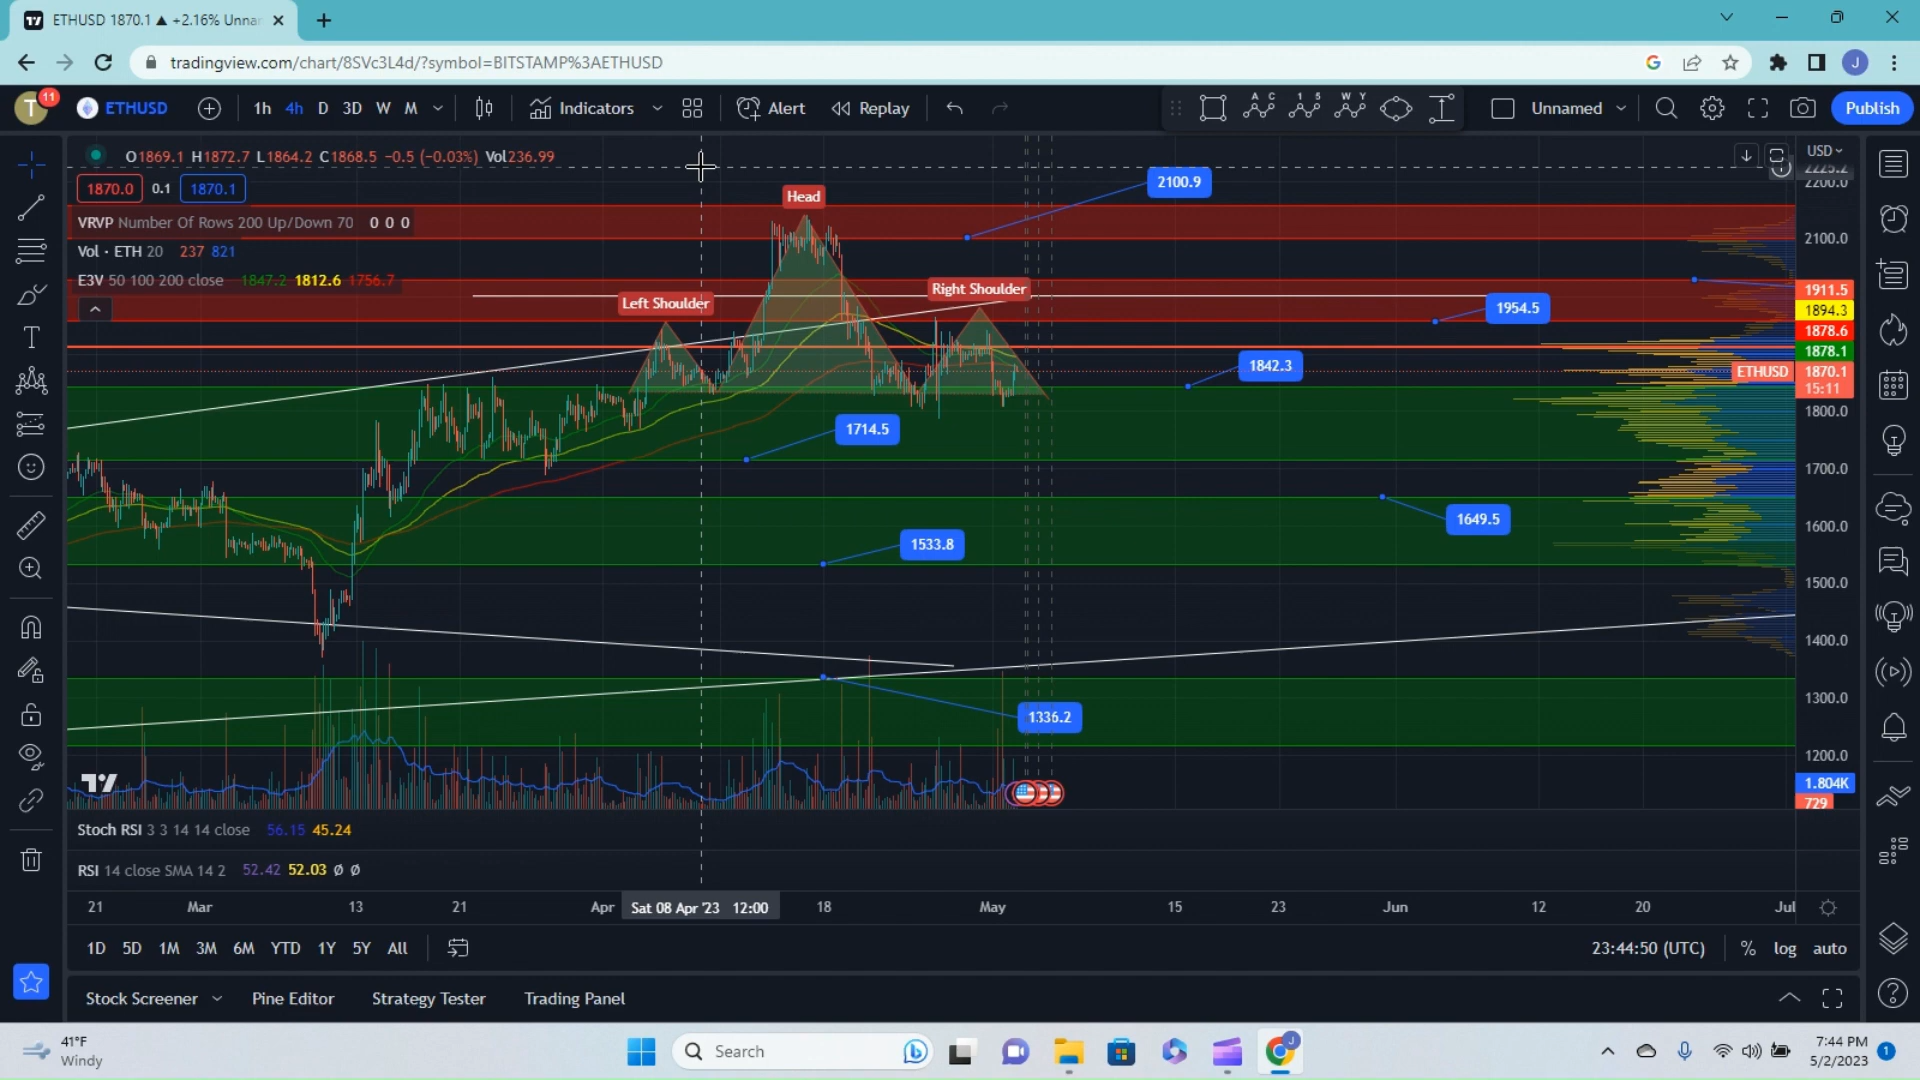 ETHUSD 1870.1 ▲ +2.16% Unna
tradingview.com/chart/8SVc3L4d/?symbol=BITSTAMP%3AETHUSD
J
T 11 ETHUSD 1h 4h D 3D W M Indicators Alert Replay A C 1 5 W Y Unnamed Publish
O1869.1 H1872.7 L1864.2 C1868.5 -0.5 (-0.03%) Vol236.99
USD
1870.0 0.1 1870.1
2225.2
2200.0
2100.9
Head
VRVP Number Of Rows 200 Up/Down 70 0 0 0
2100.0
Vol · ETH 20 237 821
E3V 50 100 200 close 1847.2 1812.6 1756.7
Right Shoulder
1911.5
Left Shoulder
1954.5
1894.3
1878.6
1878.1
1842.3
ETHUSD 1870.1
15:11
1800.0
1714.5
1700.0
1649.5
1600.0
1533.8
1500.0
1400.0
1300.0
1336.2
1200.0
1.804K
729
Stoch RSI 3 3 14 14 close 56.15 45.24
RSI 14 close SMA 14 2 52.42 52.03 Ø Ø
21 Mar 13 21 Apr Sat 08 Apr '23 12:00 18 May 15 23 Jun 12 20 Jul
1D 5D 1M 3M 6M YTD 1Y 5Y All 23:44:50 (UTC) % log auto
Stock Screener Pine Editor Strategy Tester Trading Panel
41°F
Windy
Search
J
7:44 PM
5/2/2023
1